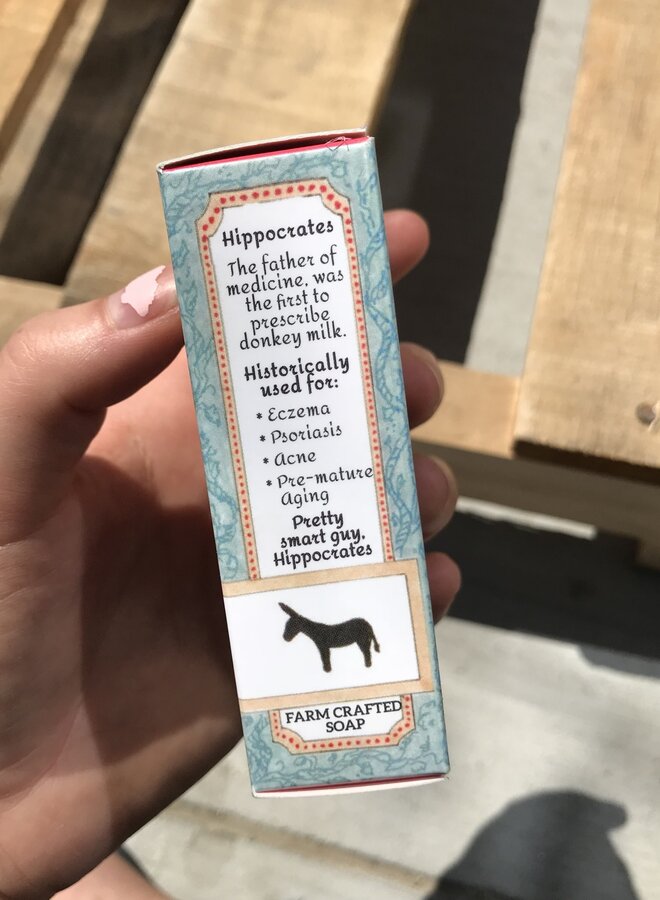 Hippocrates
The father of
medicine, was
the first to
prescribe
donkey milk.
Historically
used for:
* Eczema
* Psoriasis
* Acne
* Pre-mature
Aging
Pretty
smart guy,
Hippocrates
FARM CRAFTED
SOAP